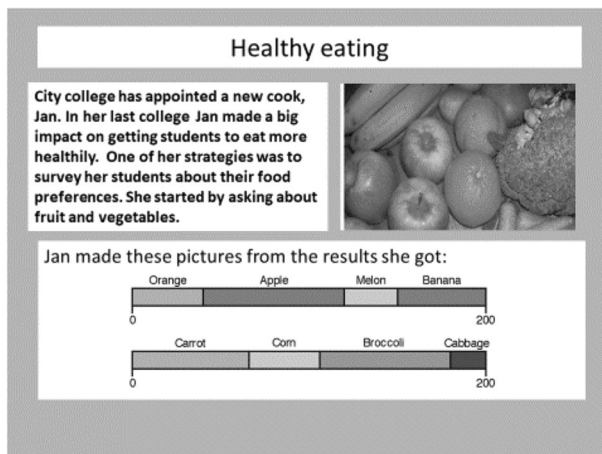 Healthy eating
City college has appointed a new cook,
Jan. In her last college Jan made a big
impact on getting students to eat more
healthily. One of her strategies was to
survey her students about their food
preferences. She started by asking about
fruit and vegetables.
Jan made these pictures from the results she got:
Orange Apple Melon Banana
0 200
Carrot Corn Broccoli Cabbage
0 200